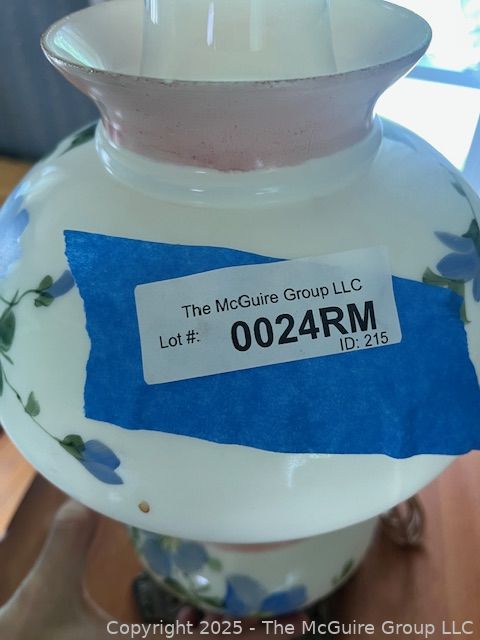 The McGuire Group LLC
Lot #: 0024RM
ID: 215
Copyright © 2025 - The McGuire Group LLC